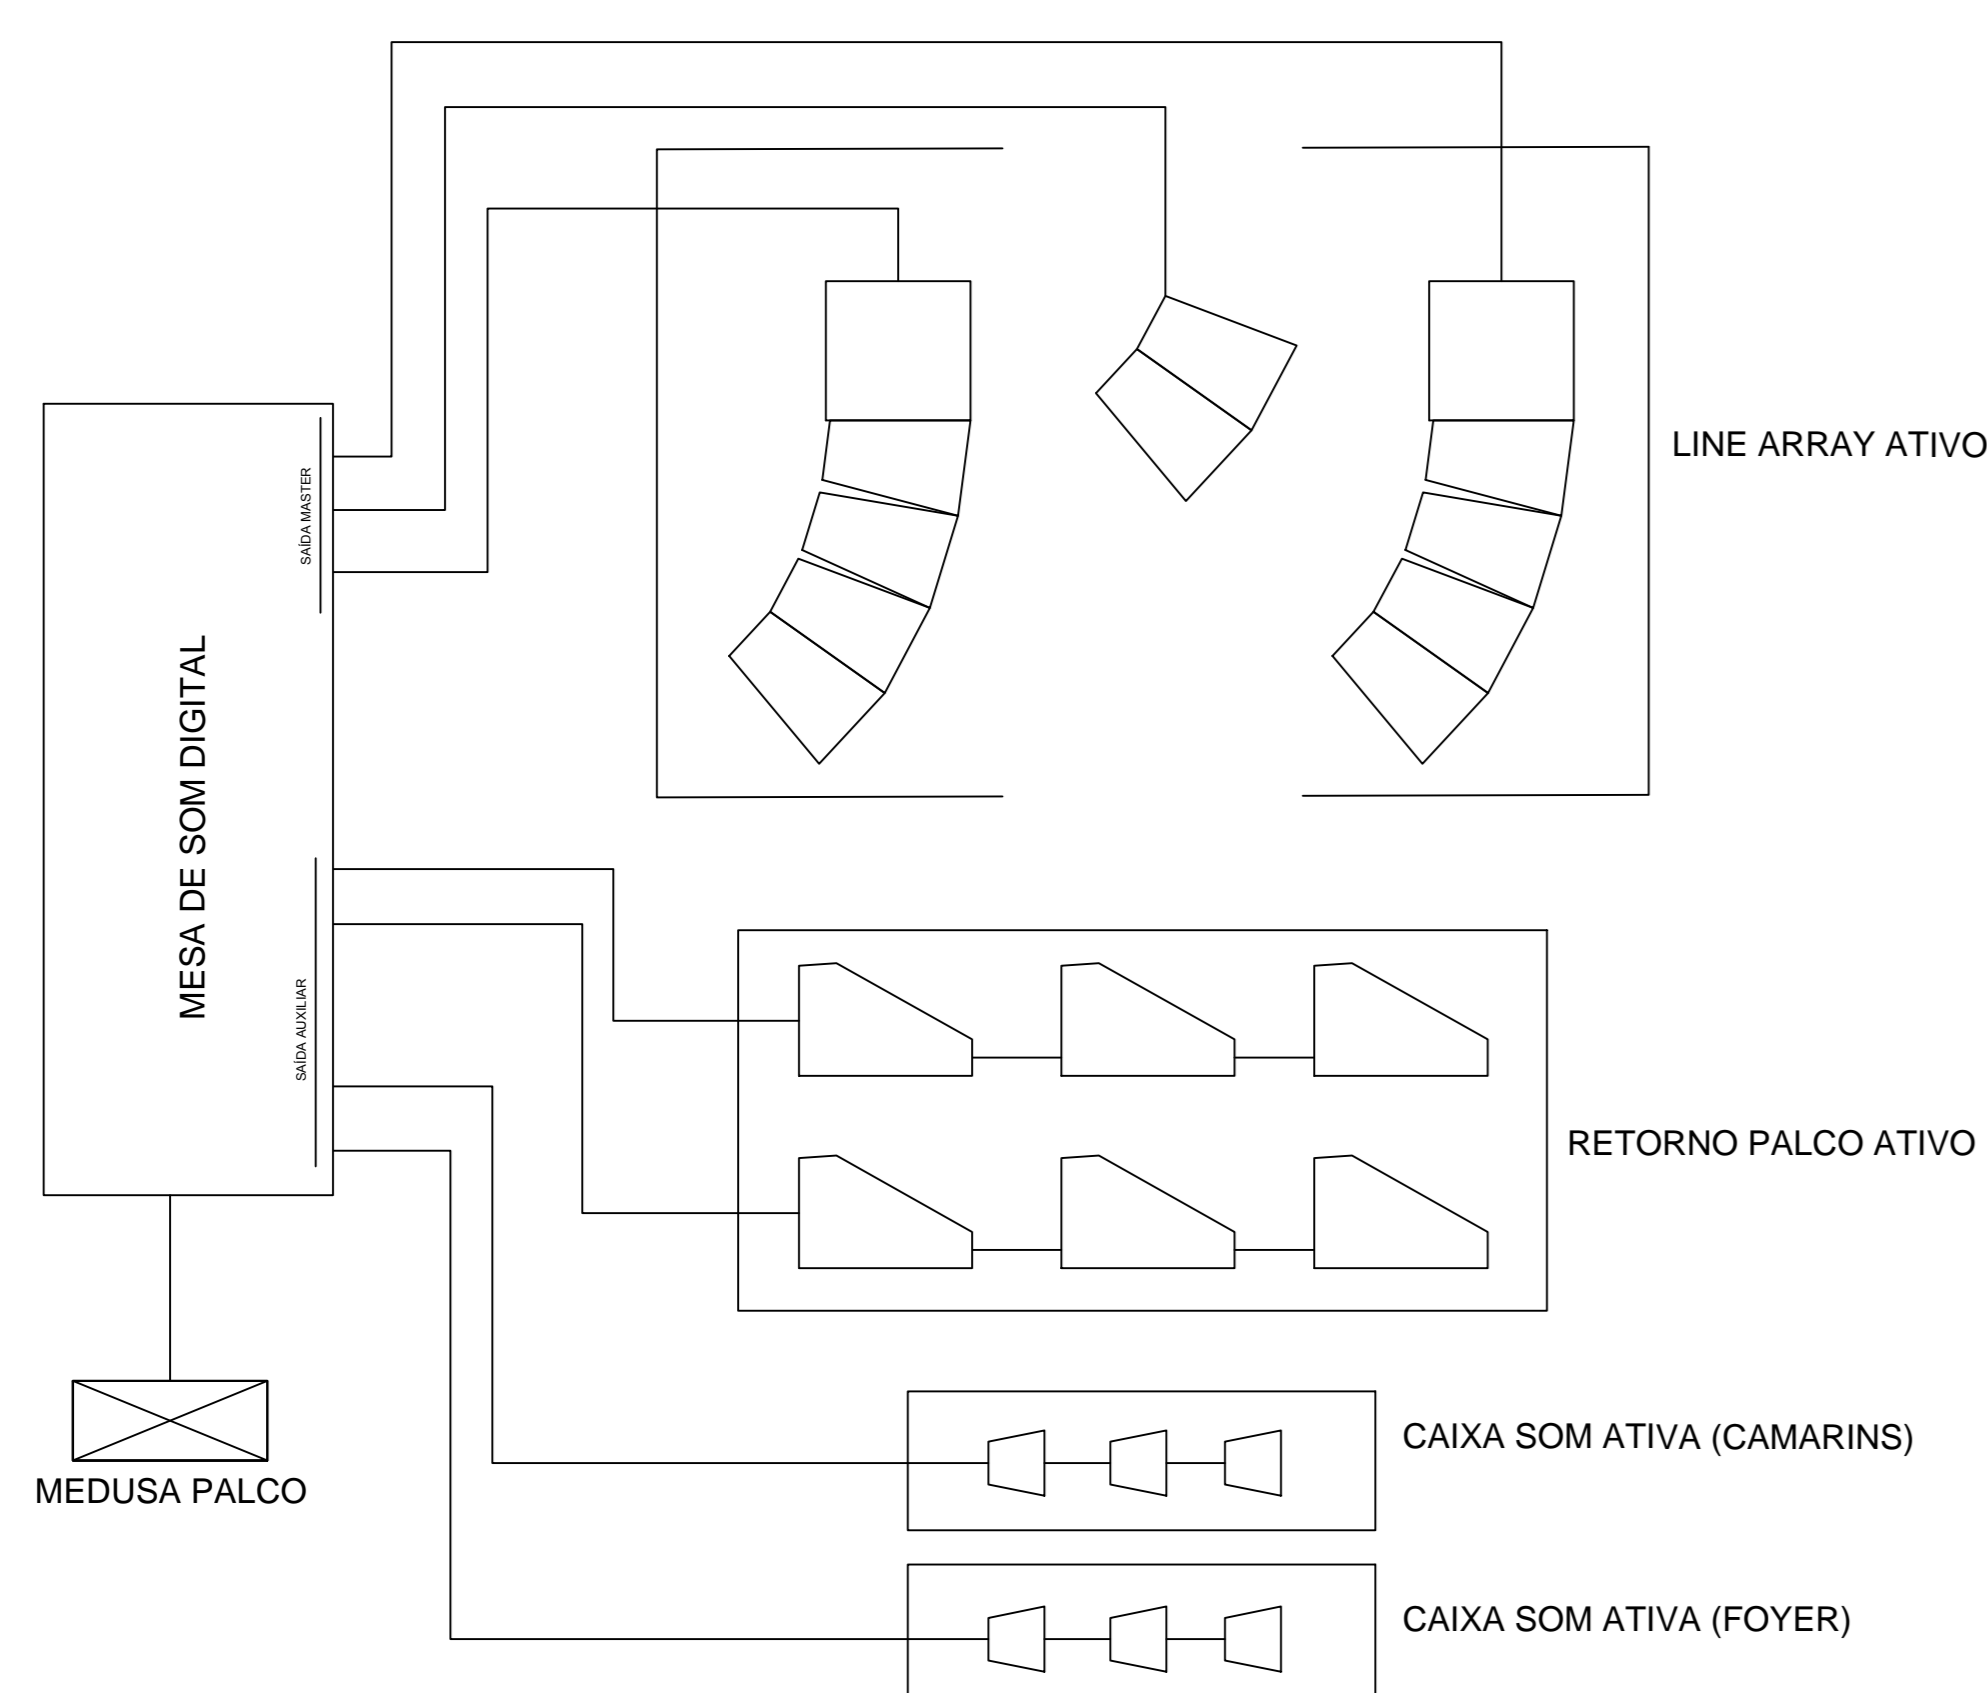 LINE ARRAY ATIVO
SAÍDA MASTER
MESA DE SOM DIGITAL
SAÍDA AUXILIAR
RETORNO PALCO ATIVO
CAIXA SOM ATIVA (CAMARINS)
MEDUSA PALCO
CAIXA SOM ATIVA (FOYER)